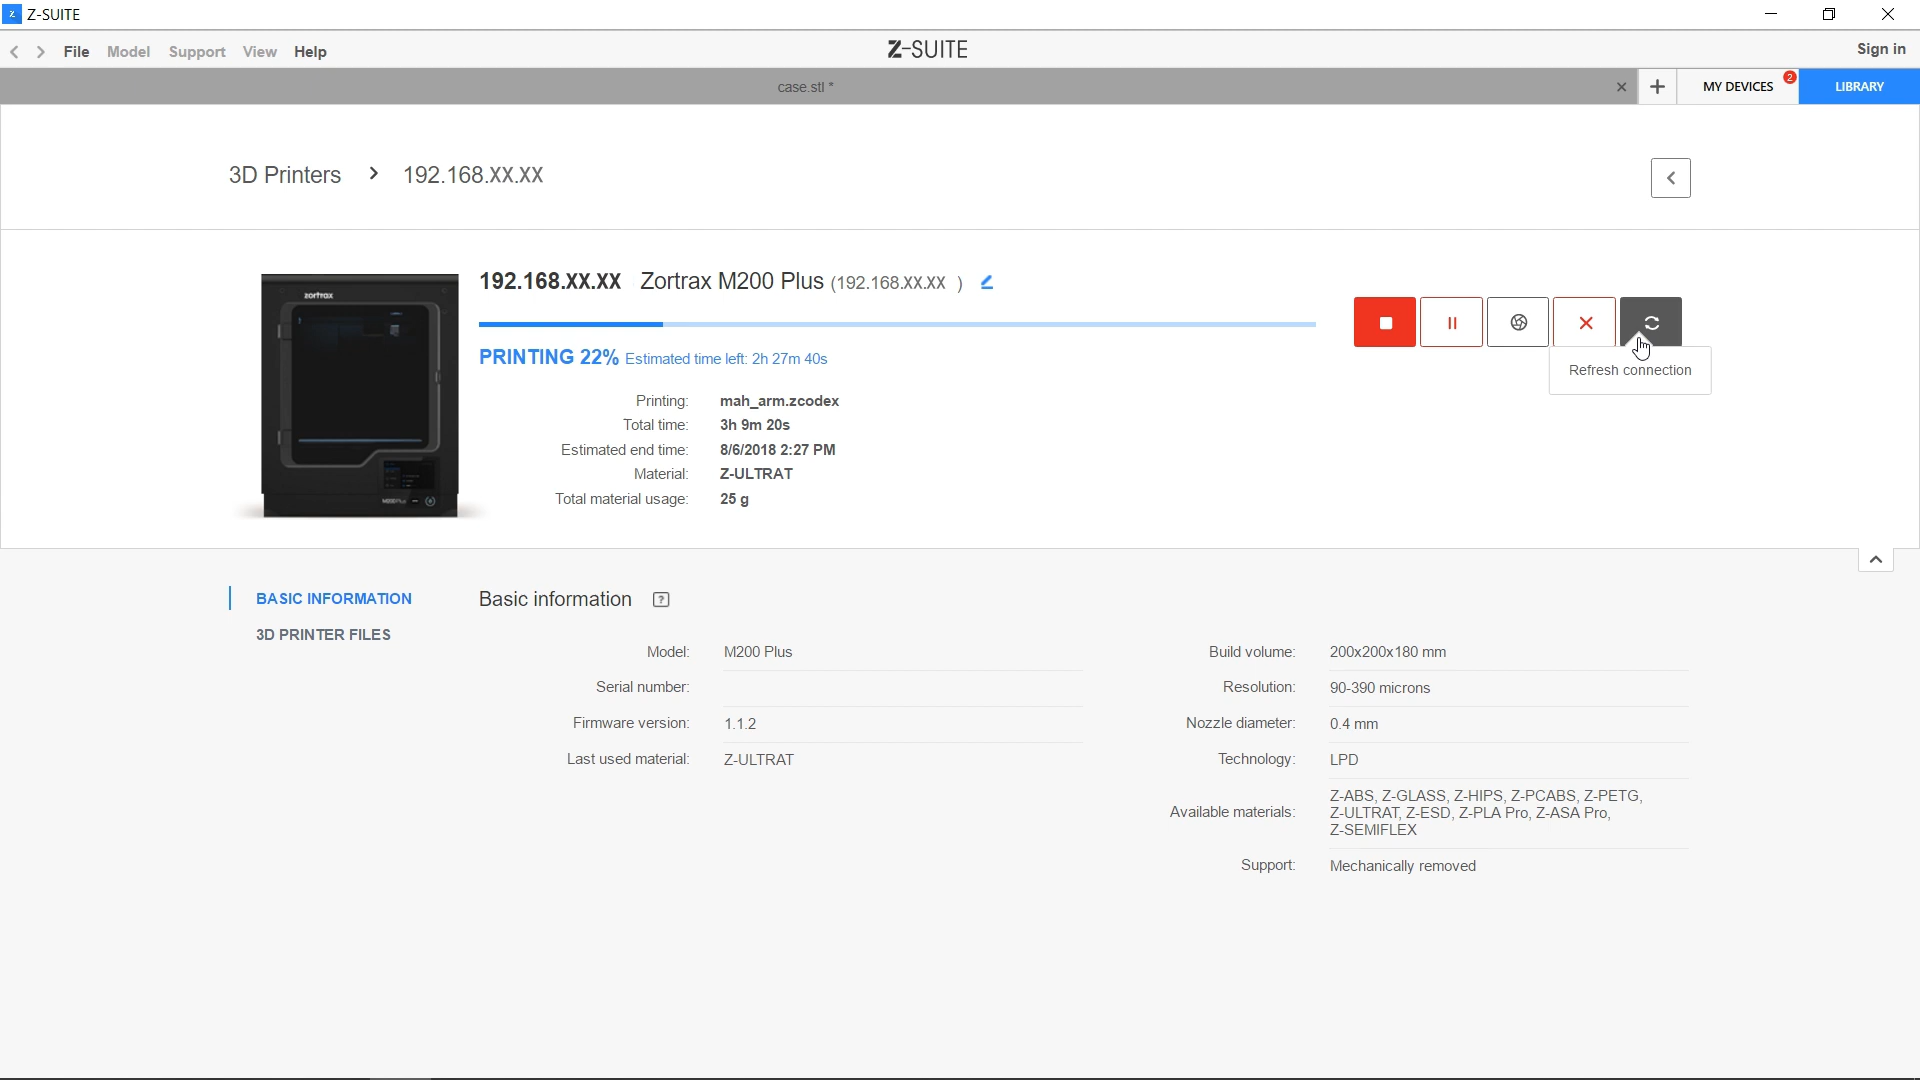 Z-SUITE
File Model Support View Help
Z-SUITE
Sign in
case.stl *
MY DEVICES 2
LIBRARY
3D Printers > 192.168.XX.XX
zortrax
192.168.XX.XX Zortrax M200 Plus (192.168.XX.XX )
PRINTING 22% Estimated time left: 2h 27m 40s
Refresh connection
Printing: mah_arm.zcodex
Total time: 3h 9m 20s
Estimated end time: 8/6/2018 2:27 PM
Material: Z-ULTRAT
Total material usage: 25 g
M200 Plus
BASIC INFORMATION
3D PRINTER FILES
Basic information ?
Model: M200 Plus
Serial number:
Firmware version: 1.1.2
Last used material: Z-ULTRAT
Build volume: 200x200x180 mm
Resolution: 90-390 microns
Nozzle diameter: 0.4 mm
Technology: LPD
Available materials: Z-ABS, Z-GLASS, Z-HIPS, Z-PCABS, Z-PETG,
Z-ULTRAT, Z-ESD, Z-PLA Pro, Z-ASA Pro,
Z-SEMIFLEX
Support: Mechanically removed